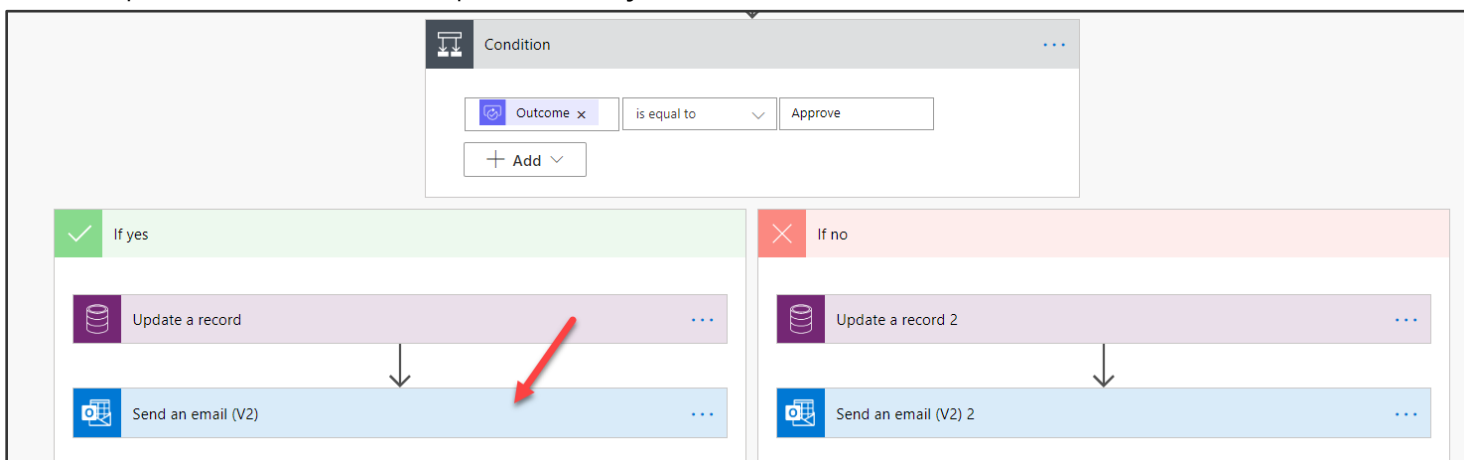 Condition
Outcome x is equal to Approve
+ Add
If yes
If no
Update a record
Update a record 2
Send an email (V2)
Send an email (V2) 2